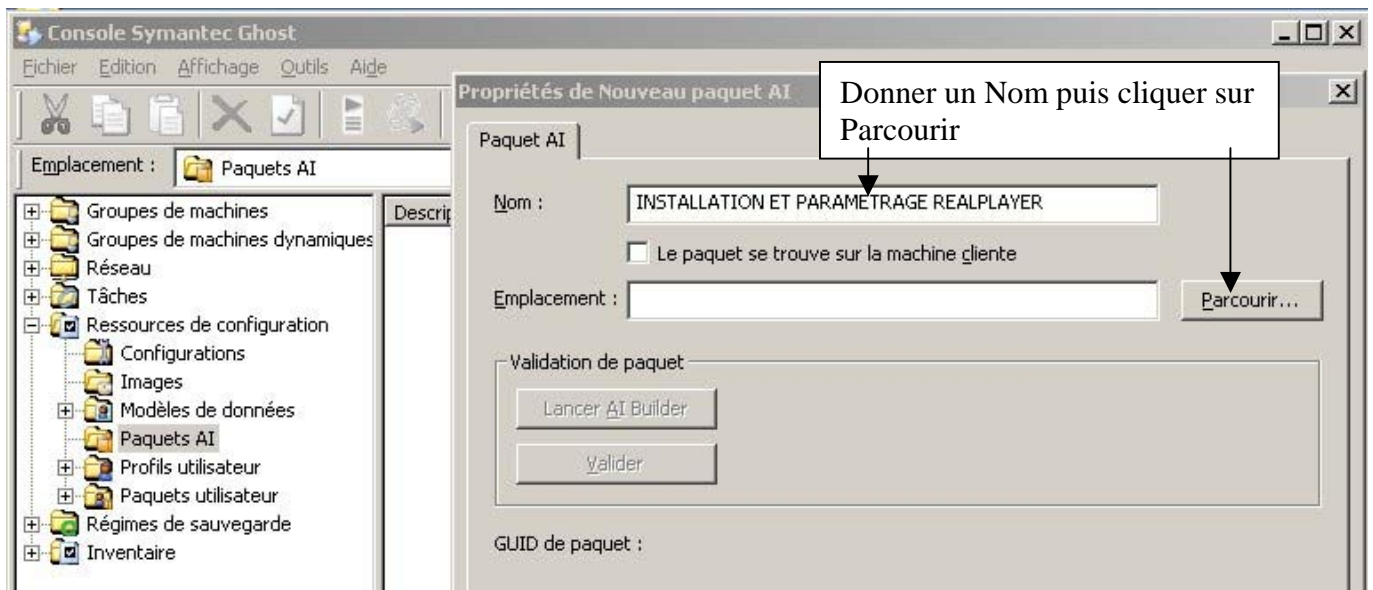 Console Symantec Ghost
Fichier Edition Affichage Outils Aide
Propriétés de Nouveau paquet AI
Donner un Nom puis cliquer sur
Parcourir
Paquet AI
Emplacement : Paquets AI
Descrip
Groupes de machines
Groupes de machines dynamiques
Réseau
Tâches
Ressources de configuration
Configurations
Images
Modèles de données
Paquets AI
Profils utilisateur
Paquets utilisateur
Régimes de sauvegarde
Inventaire
Nom : INSTALLATION ET PARAMETRAGE REALPLAYER
Le paquet se trouve sur la machine cliente
Emplacement : Parcourir...
Validation de paquet
Lancer AI Builder
Valider
GUID de paquet :